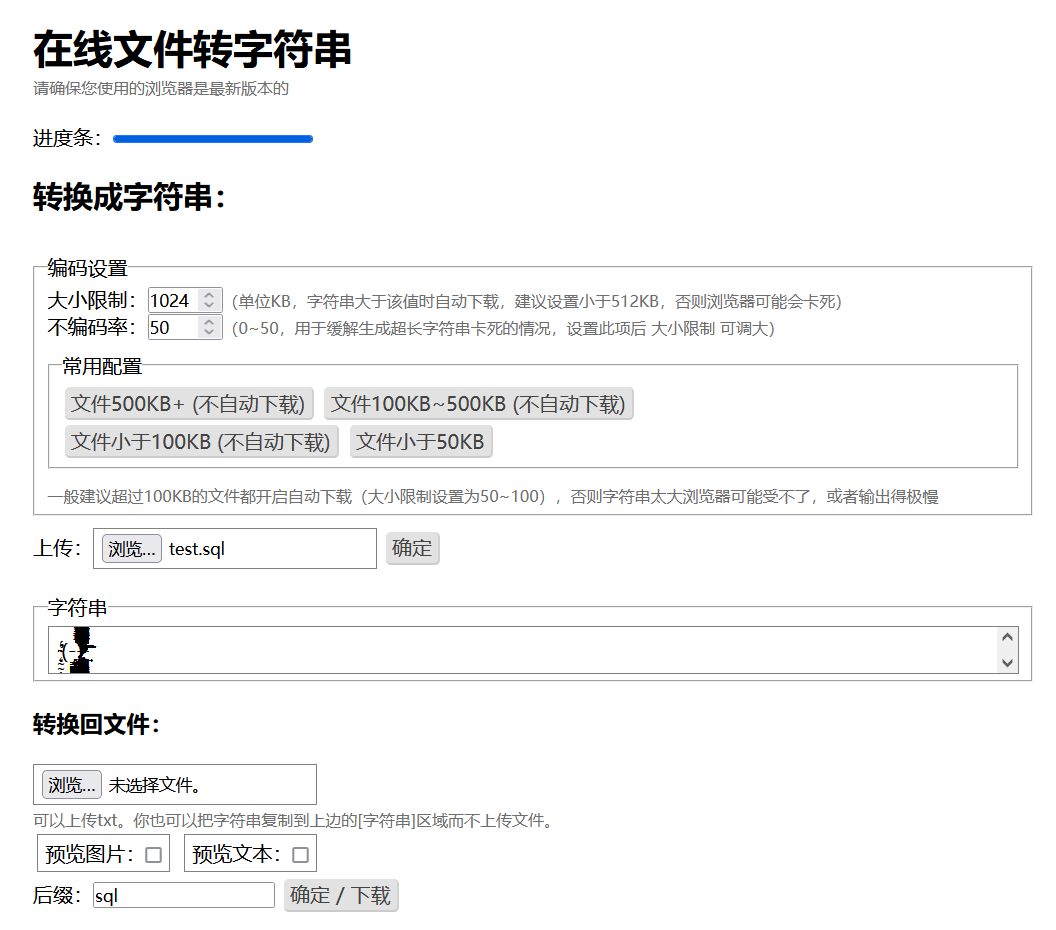 在线文件转字符串
请确保您使用的浏览器是最新版本的
进度条：
转换成字符串：
编码设置
大小限制：1024 (单位KB，字符串大于该值时自动下载，建议设置小于512KB，否则浏览器可能会卡死)
不编码率：50 (0~50，用于缓解生成超长字符串卡死的情况，设置此项后 大小限制 可调大)
常用配置
文件500KB+ (不自动下载) 文件100KB~500KB (不自动下载)
文件小于100KB (不自动下载) 文件小于50KB
一般建议超过100KB的文件都开启自动下载（大小限制设置为50~100），否则字符串太大浏览器可能受不了，或者输出得极慢
上传： 浏览... test.sql 确定
字符串
转换回文件：
浏览... 未选择文件。
可以上传txt。你也可以把字符串复制到上边的[字符串]区域而不上传文件。
预览图片： 预览文本：
后缀：sql 确定 / 下载